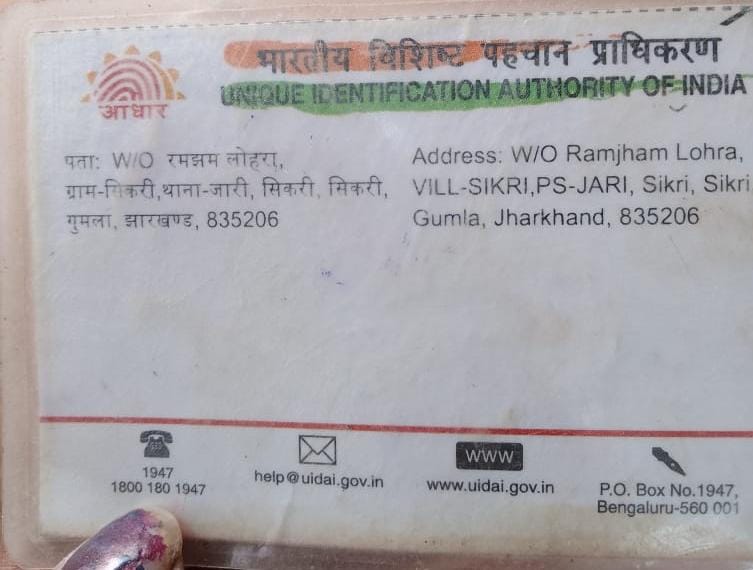 भारतीय विशिष्ट पहचान प्राधिकरण
UNIQUE IDENTIFICATION AUTHORITY OF INDIA
आधार
पता: W/O रमझम लोहरा,
ग्राम-सिकरी,थाना-जारी, सिकरी, सिकरी,
गुमला, झारखण्ड, 835206
Address: W/O Ramjham Lohra,
VILL-SIKRI,PS-JARI, Sikri, Sikri
Gumla, Jharkhand, 835206
1947
1800 180 1947
help@uidai.gov.in
WWW
www.uidai.gov.in
P.O. Box No.1947,
Bengaluru-560 001